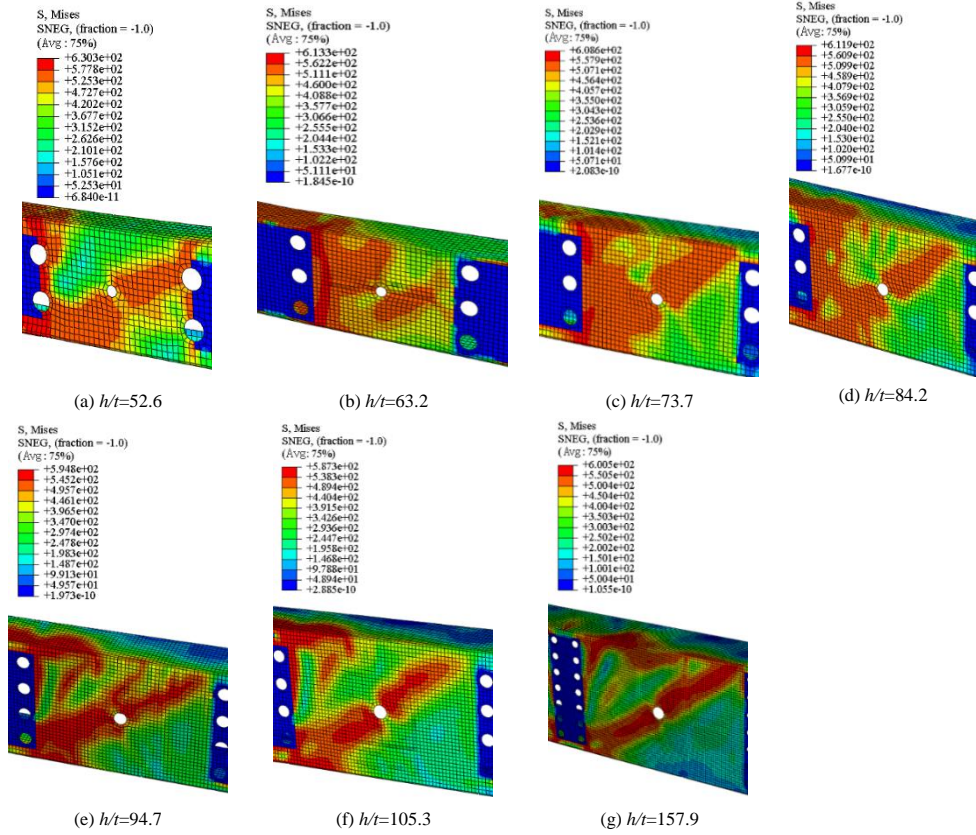 S, Mises
SNEG, (fraction = -1.0)
(Avg: 75%)
+6.303e+02
+5.778e+02
+5.253e+02
+4.727e+02
+4.202e+02
+3.677e+02
+3.152e+02
+2.626e+02
+2.101e+02
+1.576e+02
+1.051e+02
+5.253e+01
+6.840e-11
(a) h/t=52.6
S, Mises
SNEG, (fraction = -1.0)
(Avg: 75%)
+6.133e+02
+5.622e+02
+5.111e+02
+4.600e+02
+4.088e+02
+3.577e+02
+3.066e+02
+2.555e+02
+2.044e+02
+1.533e+02
+1.022e+02
+5.111e+01
+1.845e-10
(b) h/t=63.2
S, Mises
SNEG, (fraction = -1.0)
(Avg: 75%)
+6.086e+02
+5.579e+02
+5.071e+02
+4.564e+02
+4.057e+02
+3.550e+02
+3.043e+02
+2.536e+02
+2.029e+02
+1.521e+02
+1.014e+02
+5.071e+01
+2.083e-10
(c) h/t=73.7
S, Mises
SNEG, (fraction = -1.0)
(Avg: 75%)
+6.119e+02
+5.609e+02
+5.099e+02
+4.589e+02
+4.079e+02
+3.569e+02
+3.059e+02
+2.550e+02
+2.040e+02
+1.530e+02
+1.020e+02
+5.099e+01
+1.677e-10
(d) h/t=84.2
S, Mises
SNEG, (fraction = -1.0)
(Avg: 75%)
+5.948e+02
+5.452e+02
+4.957e+02
+4.461e+02
+3.965e+02
+3.470e+02
+2.974e+02
+2.478e+02
+1.983e+02
+1.487e+02
+9.913e+01
+4.957e+01
+1.973e-10
(e) h/t=94.7
S, Mises
SNEG, (fraction = -1.0)
(Avg: 75%)
+5.873e+02
+5.383e+02
+4.894e+02
+4.404e+02
+3.915e+02
+3.426e+02
+2.936e+02
+2.447e+02
+1.958e+02
+1.468e+02
+9.788e+01
+4.894e+01
+2.885e-10
(f) h/t=105.3
S, Mises
SNEG, (fraction = -1.0)
(Avg: 75%)
+6.005e+02
+5.505e+02
+5.004e+02
+4.504e+02
+4.004e+02
+3.503e+02
+3.003e+02
+2.502e+02
+2.002e+02
+1.501e+02
+1.001e+02
+5.004e+01
+1.055e-10
(g) h/t=157.9